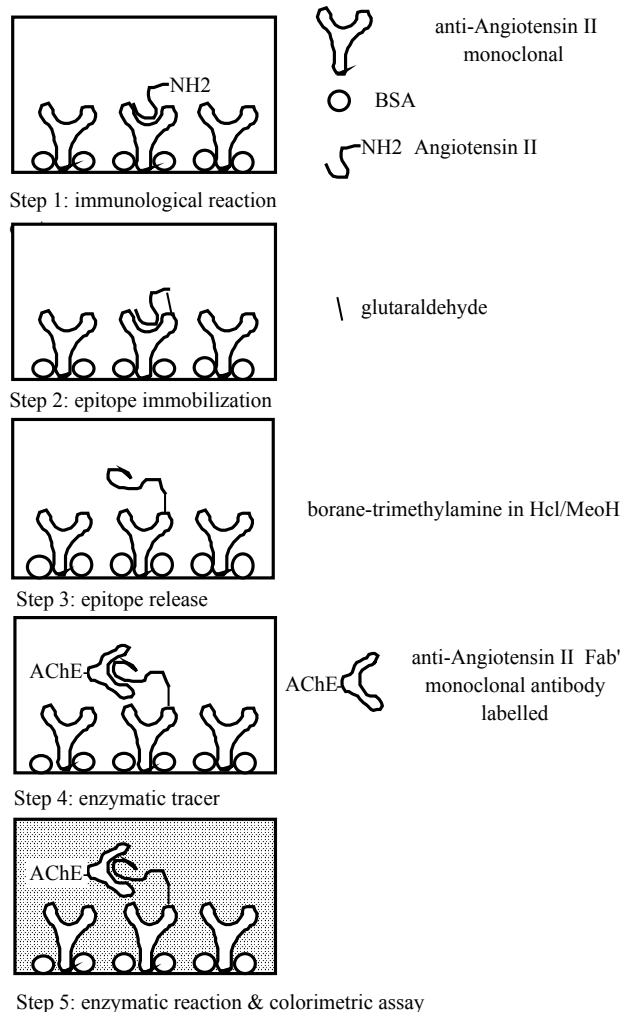 anti-Angiotensin II
monoclonal
NH2
BSA
NH2 Angiotensin II
Step 1: immunological reaction
glutaraldehyde
Step 2: epitope immobilization
borane-trimethylamine in Hcl/MeoH
Step 3: epitope release
AChE
AChE
anti-Angiotensin II Fab'
monoclonal antibody
labelled
Step 4: enzymatic tracer
AChE
Step 5: enzymatic reaction & colorimetric assay